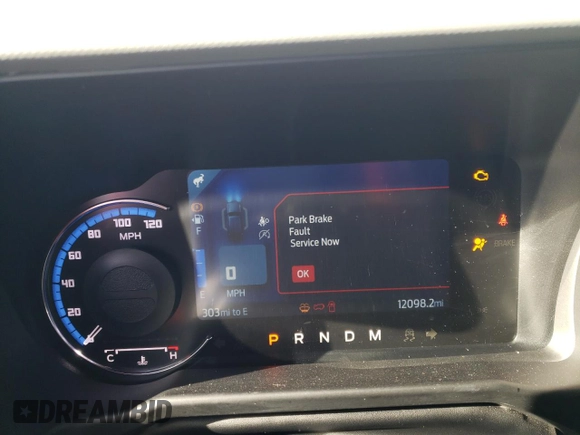 120
100
80
60
40
20
MPH
C
H
F
0
MPH
E
303mi to E
Park Brake
Fault
Service Now
OK
12098.2mi
P R N D M
BRAKE
DREAMBID